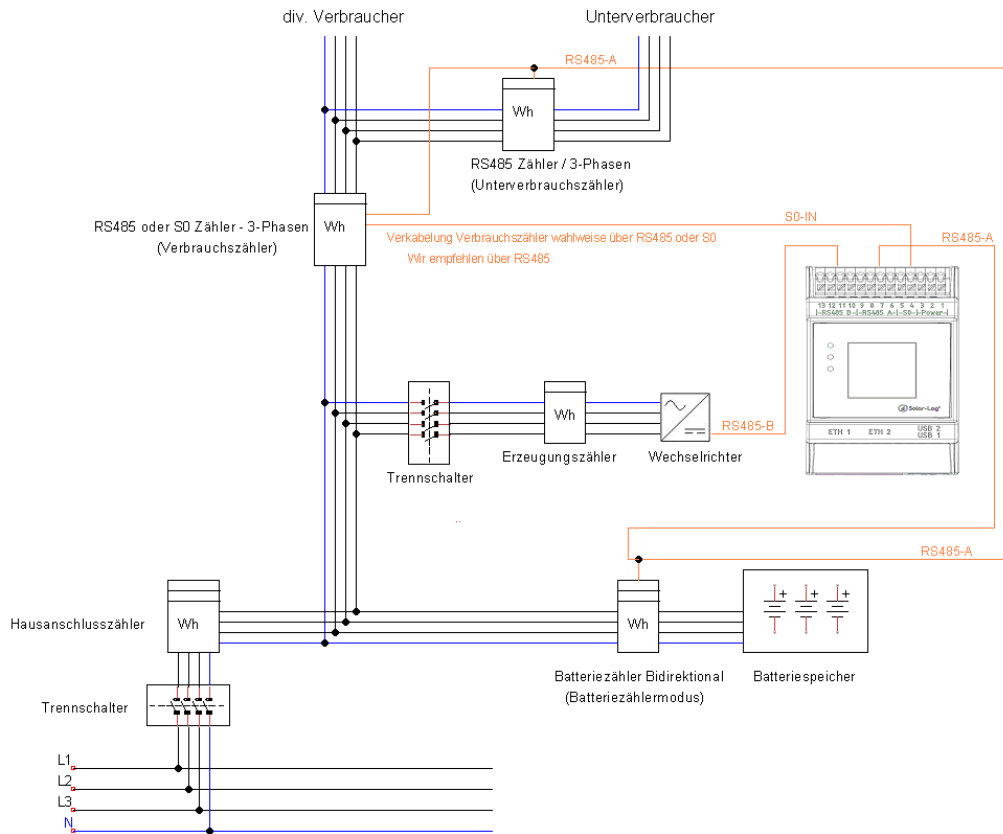 div. Verbraucher
Unterverbraucher
RS485-A
Wh
RS485 Zähler / 3-Phasen
(Unterverbrauchszähler)
RS485 oder S0 Zähler - 3-Phasen
(Verbrauchszähler)
Wh
S0-IN
Verkabelung Verbrauchszähler wahlweise über RS485 oder S0
Wir empfehlen über RS485
RS485-A
13 12 11 10 9 8 7 6 5 4 3 2 1
|-RS485 B-|-RS485 A-|-S0-|-Power-|
Solar-Log™
ETH 1 ETH 2 USB 2
USB 1
Wh
RS485-B
Trennschalter
Erzeugungszähler
Wechselrichter
..
RS485-A
Hausanschlusszähler
Wh
Wh
+ + +
Batteriezähler Bidirektional
(Batteriezählermodus)
Batteriespeicher
Trennschalter
L1
L2
L3
N